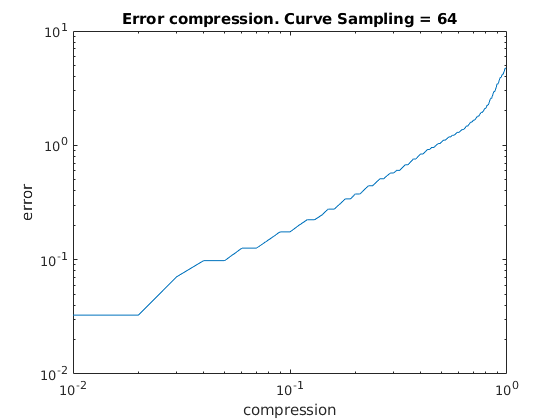 Error compression. Curve Sampling = 64
10^1
10^0
10^-1
10^-2
error
10^-2
10^-1
10^0
compression